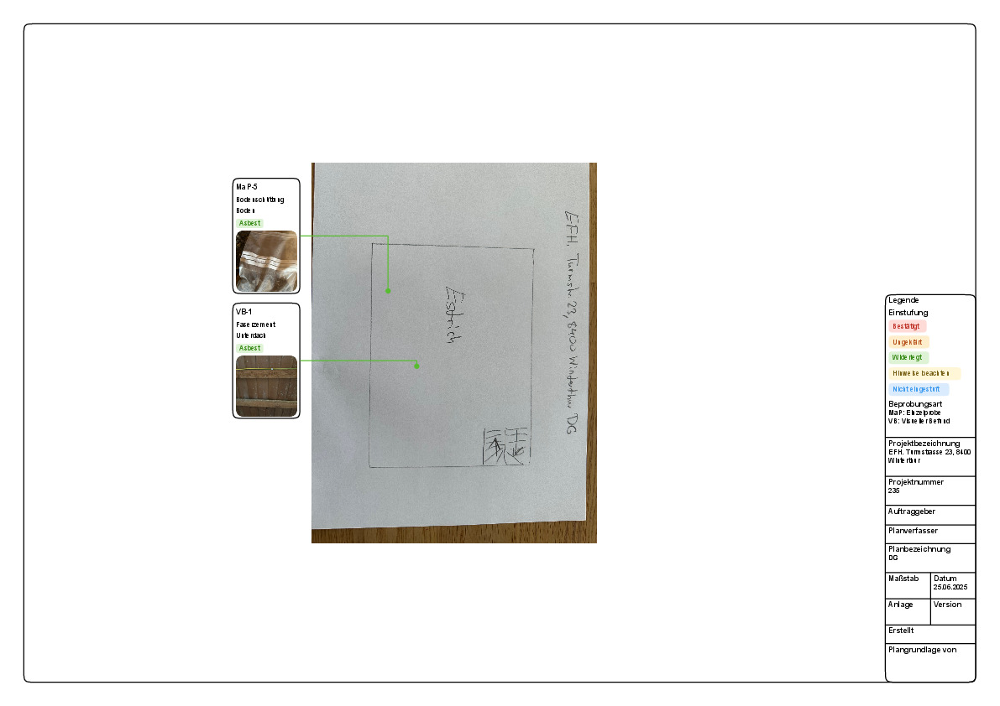 MaP-5
Bodenschüttung
Boden
Asbest
VB-1
Faserzement
Unterdach
Asbest
EFH. Turmstr. 23, 8400 Winterthur DG
Estrich
Legende
Einstufung
Bestätigt
Ungeklärt
Widerlegt
Hinweise beachten
Nicht eingestuft
Beprobungsart
MaP: Einzelprobe
VB: Visueller Befund
Projektbezeichnung
EFH. Turmstrasse 23, 8400
Winterthur
Projektnummer
235
Auftraggeber
Planverfasser
Planbezeichnung
DG
Maßstab
Datum
25.06.2025
Anlage
Version
Erstellt
Plangrundlage von